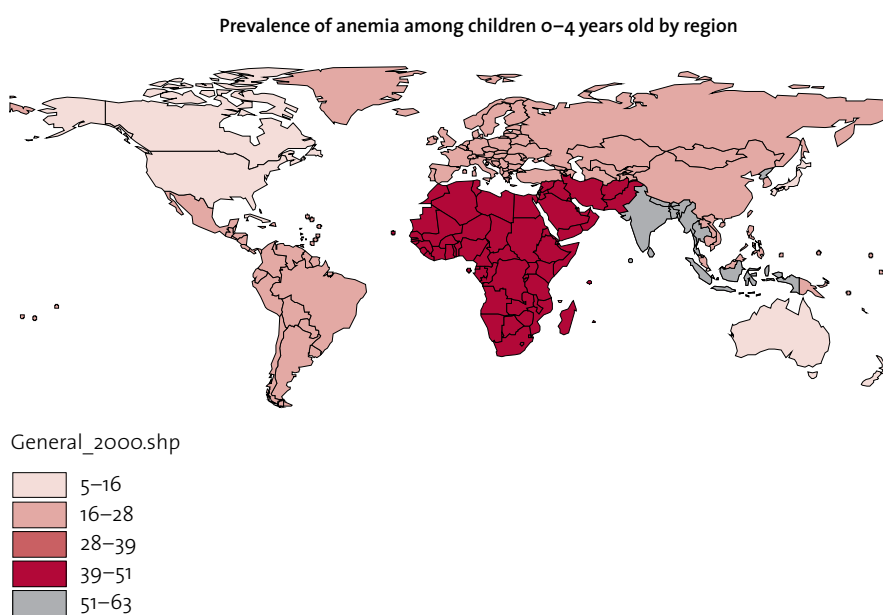 Prevalence of anemia among children 0–4 years old by region
General_2000.shp
5–16
16–28
28–39
39–51
51–63